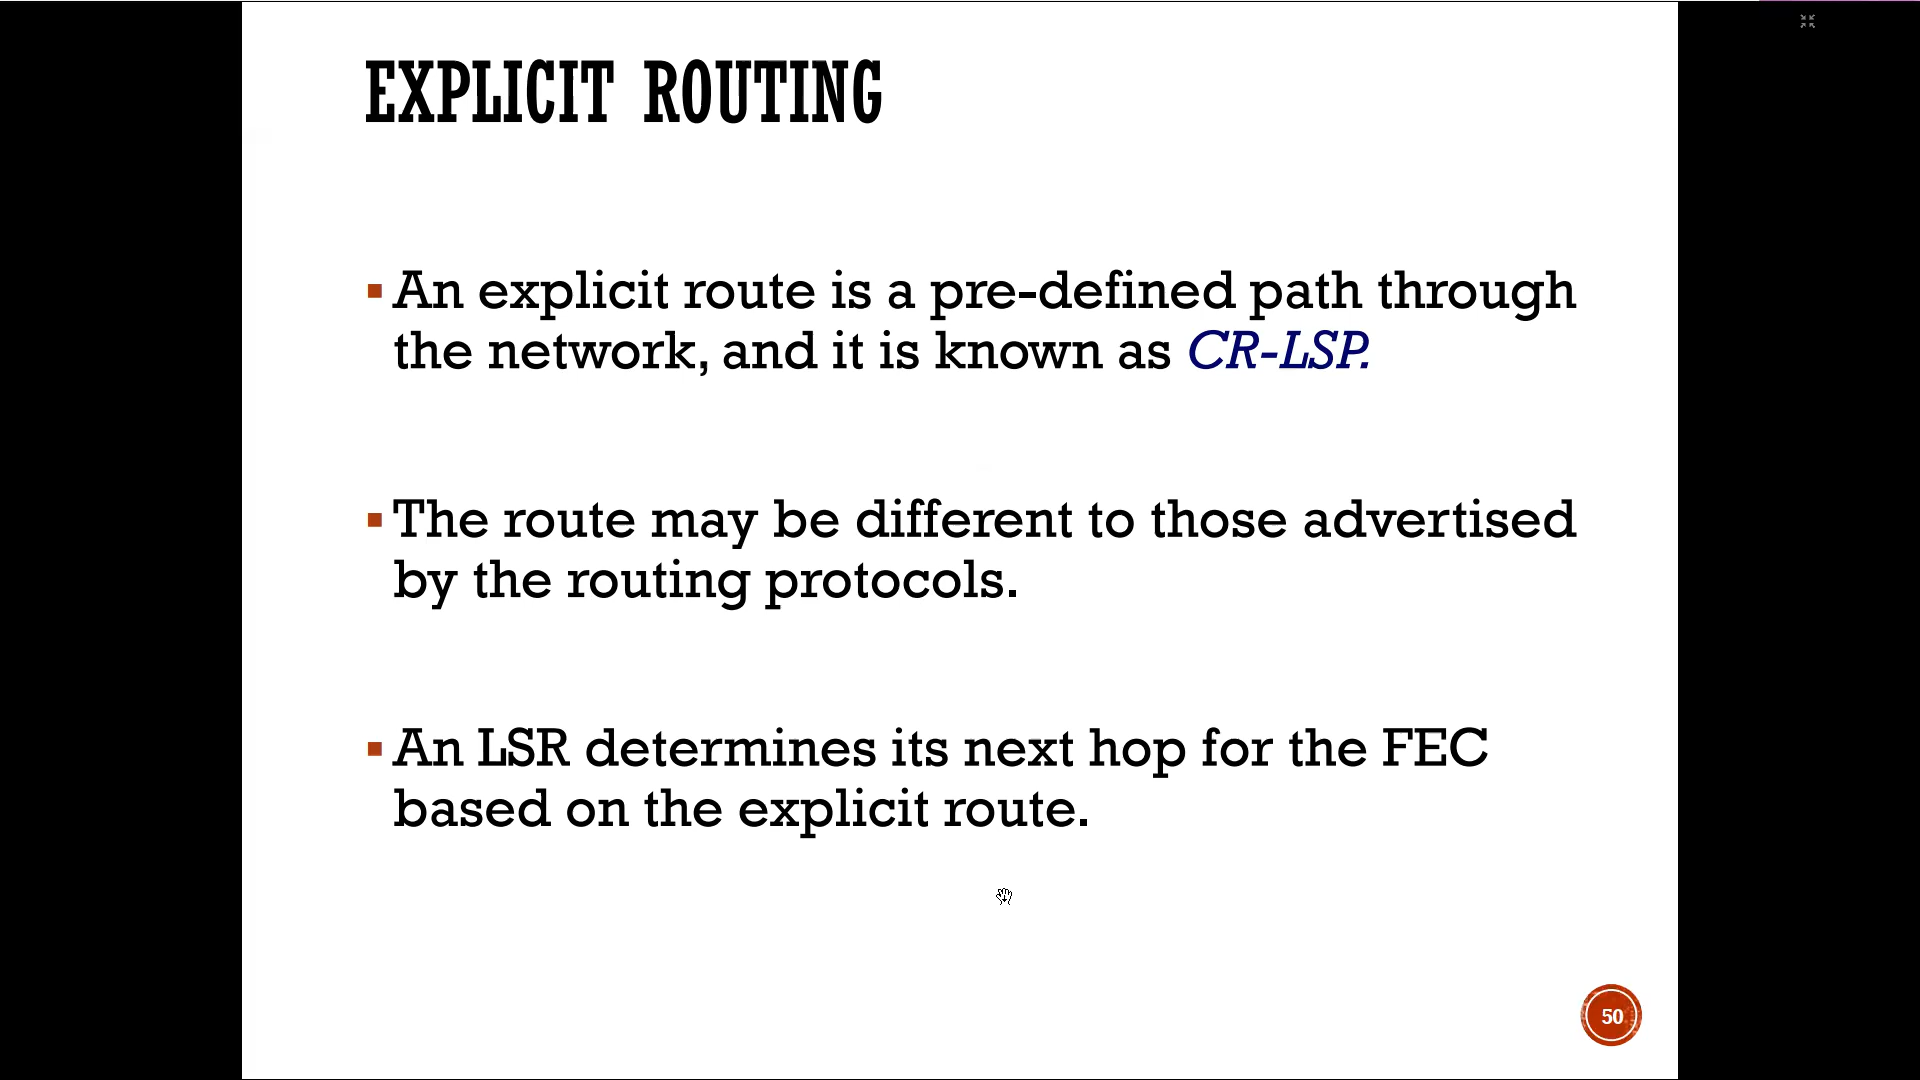 EXPLICIT ROUTING
▪ An explicit route is a pre-defined path through
the network, and it is known as CR-LSP.
▪ The route may be different to those advertised
by the routing protocols.
▪ An LSR determines its next hop for the FEC
based on the explicit route.
50